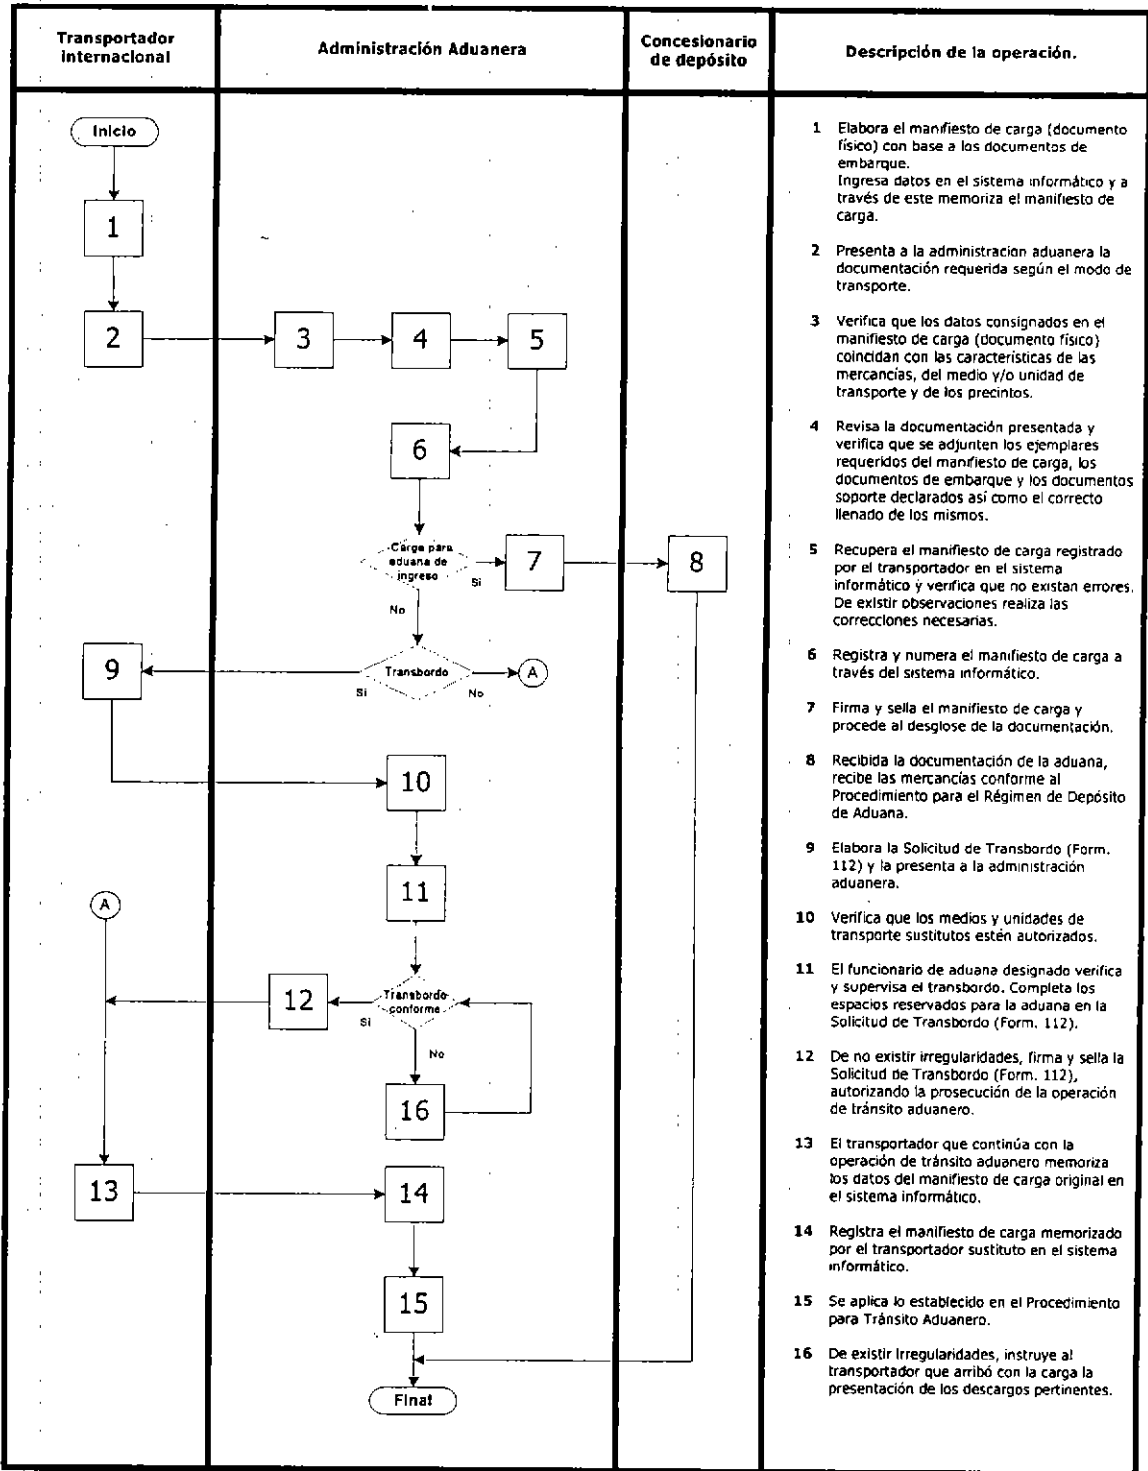 Transportador internacional
Administración Aduanera
Concesionario de depósito
Descripción de la operación.
Inicio
1
2
3
4
5
6
Carga para aduana de ingreso
Si
7
8
No
9
Transbordo
Si
No
A
10
11
A
12
Transbordo conforme
Si
No
16
13
14
15
Final
1 Elabora el manifiesto de carga (documento
físico) con base a los documentos de
embarque.
Ingresa datos en el sistema informático y a
través de este memoriza el manifiesto de
carga.
2 Presenta a la administracion aduanera la
documentación requerida según el modo de
transporte.
3 Verifica que los datos consignados en el
manifiesto de carga (documento físico)
coincidan con las características de las
mercancías, del medio y/o unidad de
transporte y de los precintos.
4 Revisa la documentación presentada y
verifica que se adjunten los ejemplares
requeridos del manifiesto de carga, los
documentos de embarque y los documentos
soporte declarados así como el correcto
llenado de los mismos.
5 Recupera el manifiesto de carga registrado
por el transportador en el sistema
informático y verifica que no existan errores.
De existir observaciones realiza las
correcciones necesarias.
6 Registra y numera el manifiesto de carga a
través del sistema informático.
7 Firma y sella el manifiesto de carga y
procede al desglose de la documentación.
8 Recibida la documentación de la aduana,
recibe las mercancías conforme al
Procedimiento para el Régimen de Depósito
de Aduana.
9 Elabora la Solicitud de Transbordo (Form.
112) y la presenta a la administración
aduanera.
10 Verifica que los medios y unidades de
transporte sustitutos estén autorizados.
11 El funcionario de aduana designado verifica
y supervisa el transbordo. Completa los
espacios reservados para la aduana en la
Solicitud de Transbordo (Form. 112).
12 De no existir irregularidades, firma y sella la
Solicitud de Transbordo (Form. 112),
autorizando la prosecución de la operación
de tránsito aduanero.
13 El transportador que continúa con la
operación de tránsito aduanero memoriza
los datos del manifiesto de carga original en
el sistema informático.
14 Registra el manifiesto de carga memorizado
por el transportador sustituto en el sistema
informático.
15 Se aplica lo establecido en el Procedimiento
para Tránsito Aduanero.
16 De existir irregularidades, instruye al
transportador que arribó con la carga la
presentación de los descargos pertinentes.